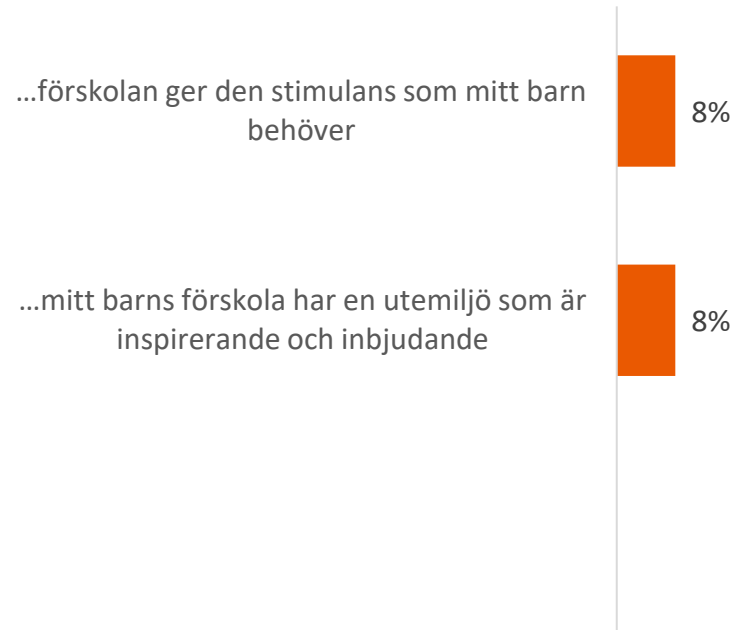 …förskolan ger den stimulans som mitt barn
behöver
8%
…mitt barns förskola har en utemiljö som är
inspirerande och inbjudande
8%